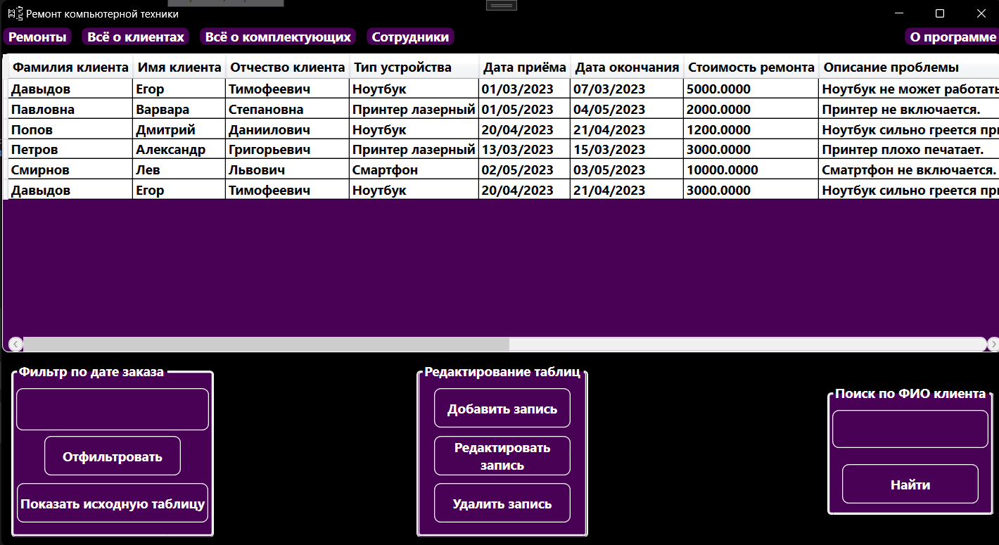 Ремонт компьютерной техники
Ремонты Всё о клиентах Всё о комплектующих Сотрудники О программе
Фамилия клиента Имя клиента Отчество клиента Тип устройства Дата приёма Дата окончания Стоимость ремонта Описание проблемы
Давыдов Егор Тимофеевич Ноутбук 01/03/2023 07/03/2023 5000.0000 Ноутбук не может работать
Павловна Варвара Степановна Принтер лазерный 01/05/2023 04/05/2023 2000.0000 Принтер не включается.
Попов Дмитрий Даниилович Ноутбук 20/04/2023 21/04/2023 1200.0000 Ноутбук сильно греется при
Петров Александр Григорьевич Принтер лазерный 13/03/2023 15/03/2023 3000.0000 Принтер плохо печатает.
Смирнов Лев Львович Смартфон 02/05/2023 03/05/2023 10000.0000 Сматртфон не включается.
Давыдов Егор Тимофеевич Ноутбук 20/04/2023 21/04/2023 3000.0000 Ноутбук сильно греется при
Фильтр по дате заказа
Отфильтровать
Показать исходную таблицу
Редактирование таблиц
Добавить запись
Редактировать
запись
Удалить запись
Поиск по ФИО клиента
Найти